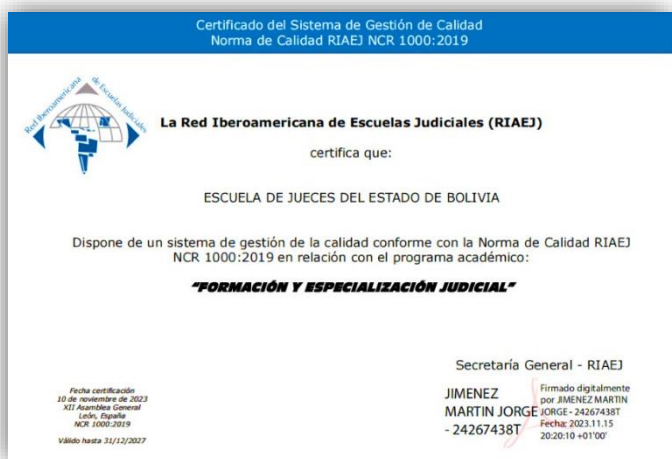 Certificado del Sistema de Gestión de Calidad
Norma de Calidad RIAEJ NCR 1000:2019
Red Iberoamericana de Escuelas Judiciales
La Red Iberoamericana de Escuelas Judiciales (RIAEJ)
certifica que:
ESCUELA DE JUECES DEL ESTADO DE BOLIVIA
Dispone de un sistema de gestión de la calidad conforme con la Norma de Calidad RIAEJ
NCR 1000:2019 en relación con el programa académico:
“FORMACIÓN Y ESPECIALIZACIÓN JUDICIAL”
Secretaría General - RIAEJ
Fecha certificación
10 de noviembre de 2023
XII Asamblea General
León, España
NCR 1000:2019
Válido hasta 31/12/2027
JIMENEZ
MARTIN JORGE
- 24267438T
Firmado digitalmente
por JIMENEZ MARTIN
JORGE - 24267438T
Fecha: 2023.11.15
20:20:10 +01'00'